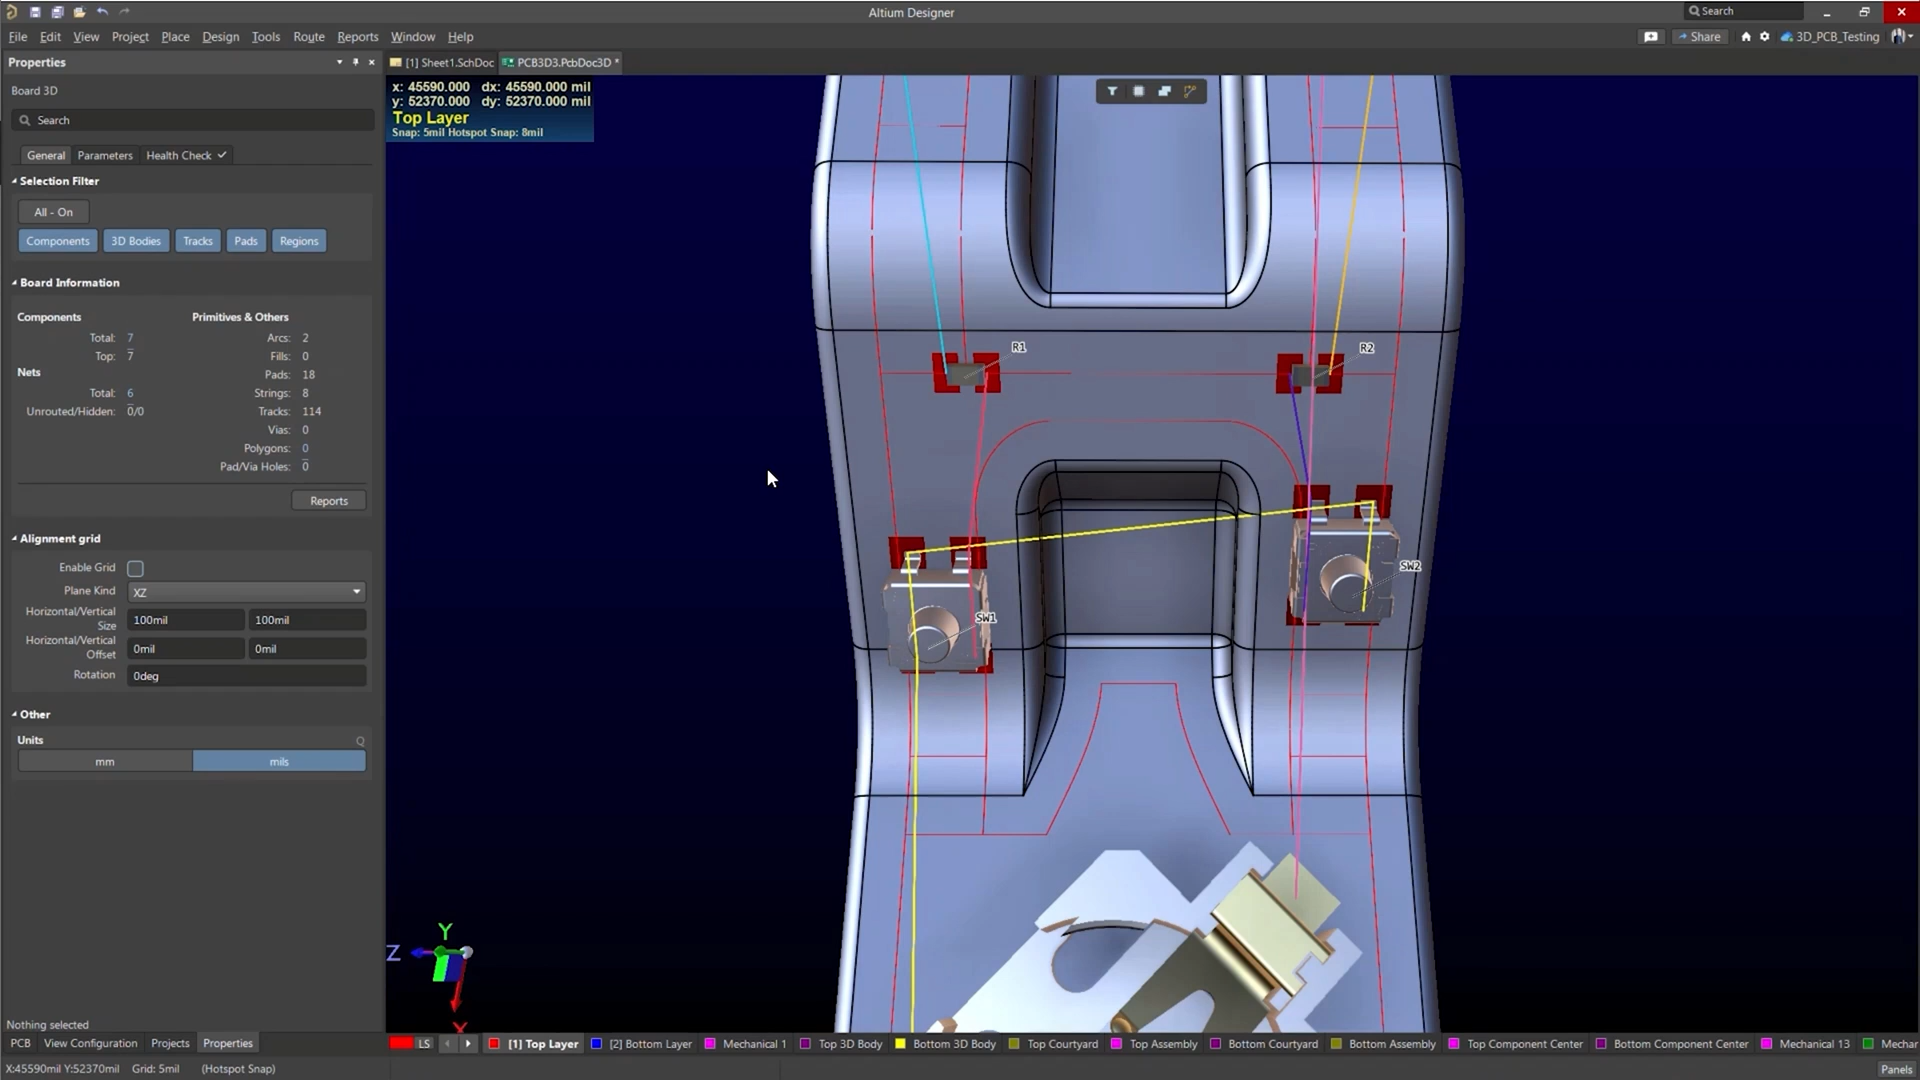 Altium Designer
Search
File Edit View Project Place Design Tools Route Reports Window Help
Share
3D_PCB_Testing
Properties
[1] Sheet1.SchDoc
PCB3D3.PcbDoc3D *
Board 3D
Search
General Parameters Health Check
Selection Filter
All - On
Components 3D Bodies Tracks Pads Regions
Board Information
Components
Total: 7
Top: 7
Nets
Total: 6
Unrouted/Hidden: 0/0
Primitives & Others
Arcs: 2
Fills: 0
Pads: 18
Strings: 8
Tracks: 114
Vias: 0
Polygons: 0
Pad/Via Holes: 0
Reports
Alignment grid
Enable Grid
Plane Kind XZ
Horizontal/Vertical Size 100mil 100mil
Horizontal/Vertical Offset 0mil 0mil
Rotation 0deg
Other
Units
mm mils
Nothing selected
PCB View Configuration Projects Properties
x: 45590.000 dx: 45590.000 mil
y: 52370.000 dy: 52370.000 mil
Top Layer
Snap: 5mil Hotspot Snap: 8mil
R1
R2
SW2
SW1
Y
Z
X
LS [1] Top Layer [2] Bottom Layer Mechanical 1 Top 3D Body Bottom 3D Body Top Courtyard Top Assembly Bottom Courtyard Bottom Assembly Top Component Center Bottom Component Center Mechanical 13 Mechar
X:45590mil Y:52370mil Grid: 5mil (Hotspot Snap)
Panels